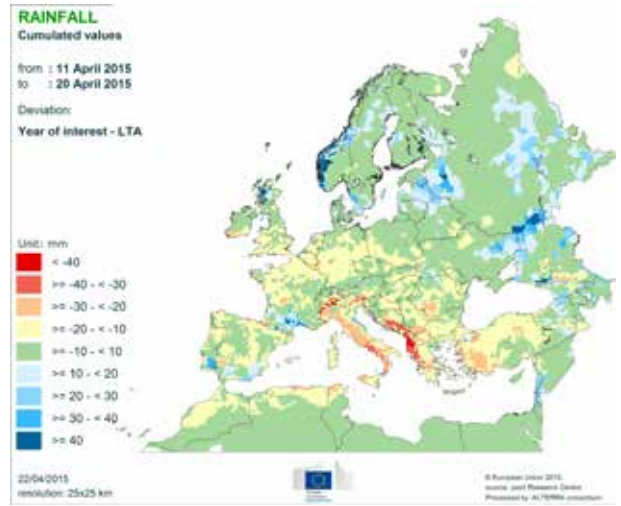 RAINFALL
Cumulated values
from : 11 April 2015
to : 20 April 2015
Deviation:
Year of interest - LTA
Unit: mm
< -40
>= -40 - < -30
>= -30 - < -20
>= -20 - < -10
>= -10 - < 10
>= 10 - < 20
>= 20 - < 30
>= 30 - < 40
>= 40
22/04/2015
resolution: 25x25 km
© European Union 2015
source: Joint Research Centre
Processed by ALTERRA consortium